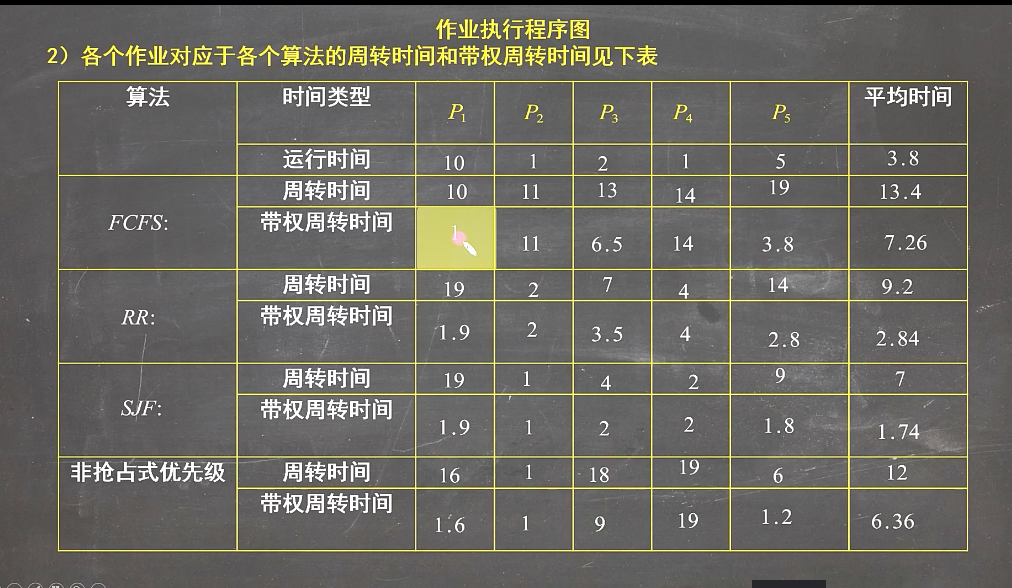 作业执行程序图
2）各个作业对应于各个算法的周转时间和带权周转时间见下表
算法 时间类型 P1 P2 P3 P4 P5 平均时间
运行时间 10 1 2 1 5 3.8
FCFS: 周转时间 10 11 13 14 19 13.4
带权周转时间 1 11 6.5 14 3.8 7.26
RR: 周转时间 19 2 7 4 14 9.2
带权周转时间 1.9 2 3.5 4 2.8 2.84
SJF: 周转时间 19 1 4 2 9 7
带权周转时间 1.9 1 2 2 1.8 1.74
非抢占式优先级 周转时间 16 1 18 19 6 12
带权周转时间 1.6 1 9 19 1.2 6.36